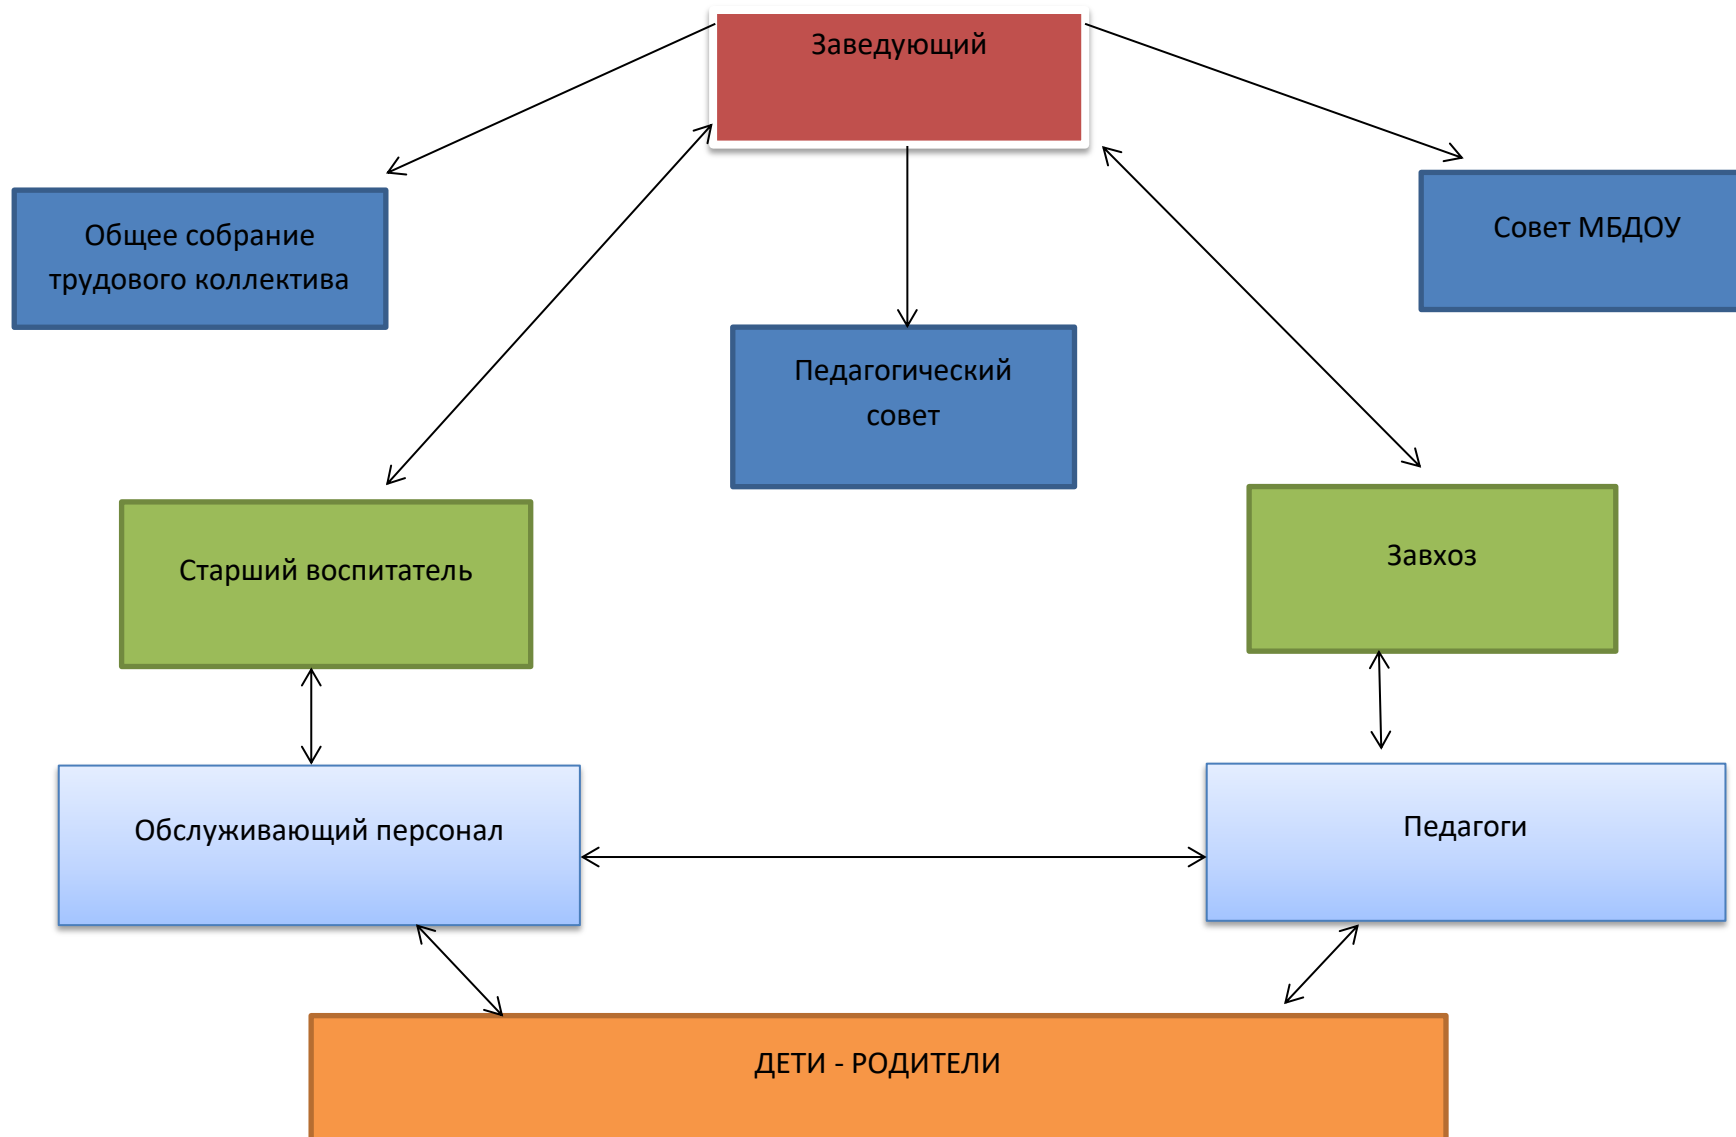 Заведующий
Общее собрание
трудового коллектива
Совет МБДОУ
Педагогический
совет
Старший воспитатель
Завхоз
Обслуживающий персонал
Педагоги
ДЕТИ - РОДИТЕЛИ